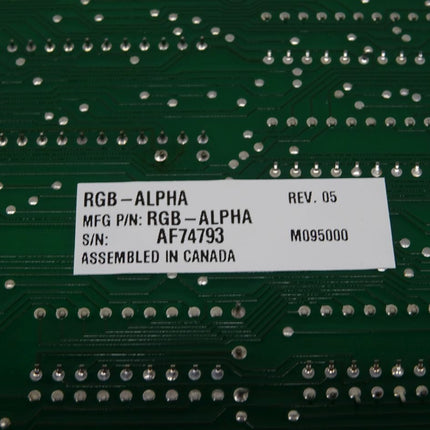 RGB-ALPHA REV. 05
MFG P/N: RGB-ALPHA
S/N: AF74793 M095000
ASSEMBLED IN CANADA